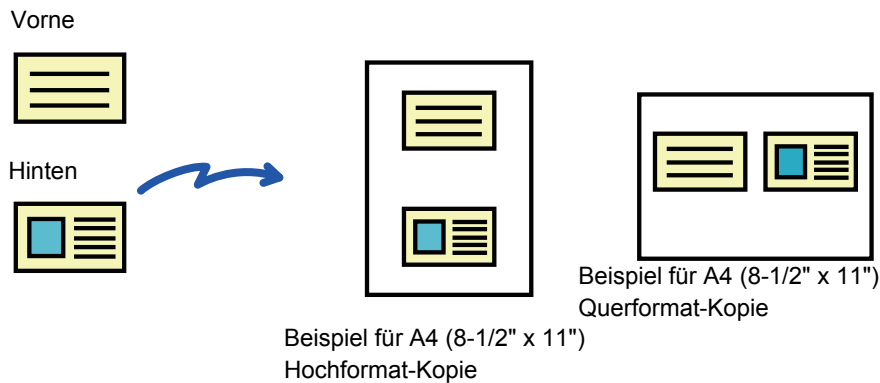 Vorne
Hinten
Beispiel für A4 (8-1/2" x 11")
Hochformat-Kopie
Beispiel für A4 (8-1/2" x 11")
Querformat-Kopie